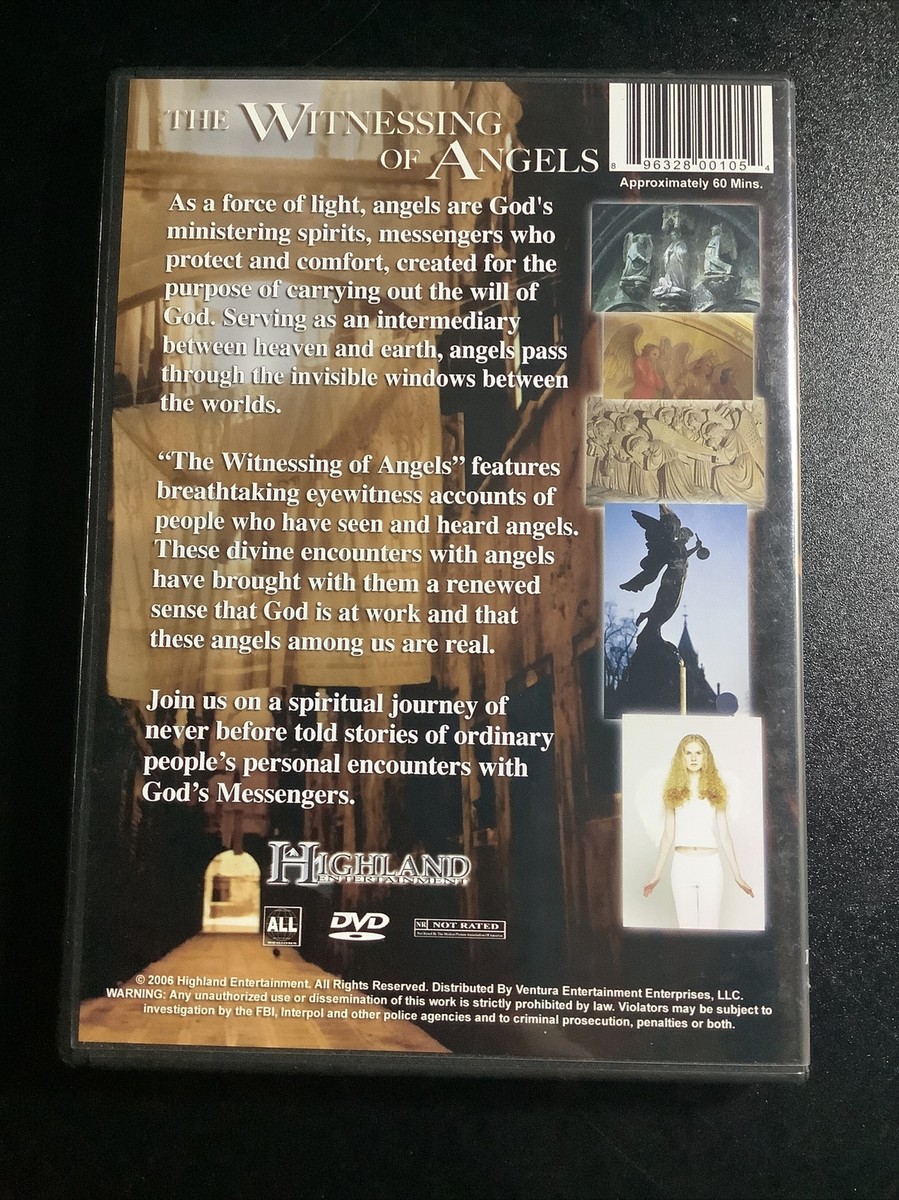 THE WITNESSING
OF ANGELS
8 96328 00105 4
Approximately 60 Mins.
As a force of light, angels are God's
ministering spirits, messengers who
protect and comfort, created for the
purpose of carrying out the will of
God. Serving as an intermediary
between heaven and earth, angels pass
through the invisible windows between
the worlds.
“The Witnessing of Angels” features
breathtaking eyewitness accounts of
people who have seen and heard angels.
These divine encounters with angels
have brought with them a renewed
sense that God is at work and that
these angels among us are real.
Join us on a spiritual journey of
never before told stories of ordinary
people’s personal encounters with
God’s Messengers.
HIGHLAND
ENTERTAINMENT
ALL
DVD
NR NOT RATED
© 2006 Highland Entertainment. All Rights Reserved. Distributed By Ventura Entertainment Enterprises, LLC.
WARNING: Any unauthorized use or dissemination of this work is strictly prohibited by law. Violators may be subject to
investigation by the FBI, Interpol and other police agencies and to criminal prosecution, penalties or both.